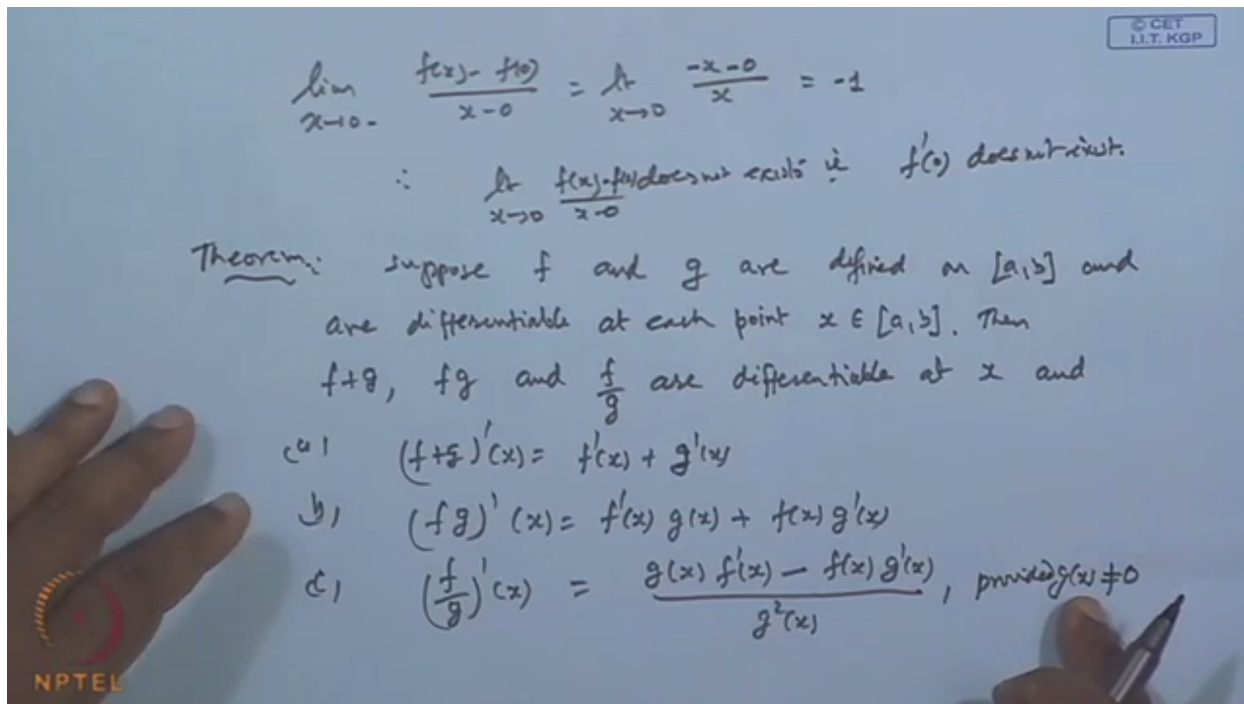 © CET
I.I.T. KGP
lim x→0- (f(x) - f(0))/(x-0) = lt x→0 (-x-0)/x = -1
∴ lt x→0 (f(x)-f(0))/(x-0) does not exists ie f'(0) does not exist.
Theorem: Suppose f and g are defined on [a,b] and
are differentiable at each point x ∈ [a,b]. Then
f+g, fg and f/g are differentiable at x and
(a) (f+g)'(x) = f'(x) + g'(x)
b) (fg)'(x) = f'(x) g(x) + f(x) g'(x)
c) (f/g)'(x) = (g(x) f'(x) - f(x) g'(x))/g²(x), provided g(x) ≠ 0
NPTEL